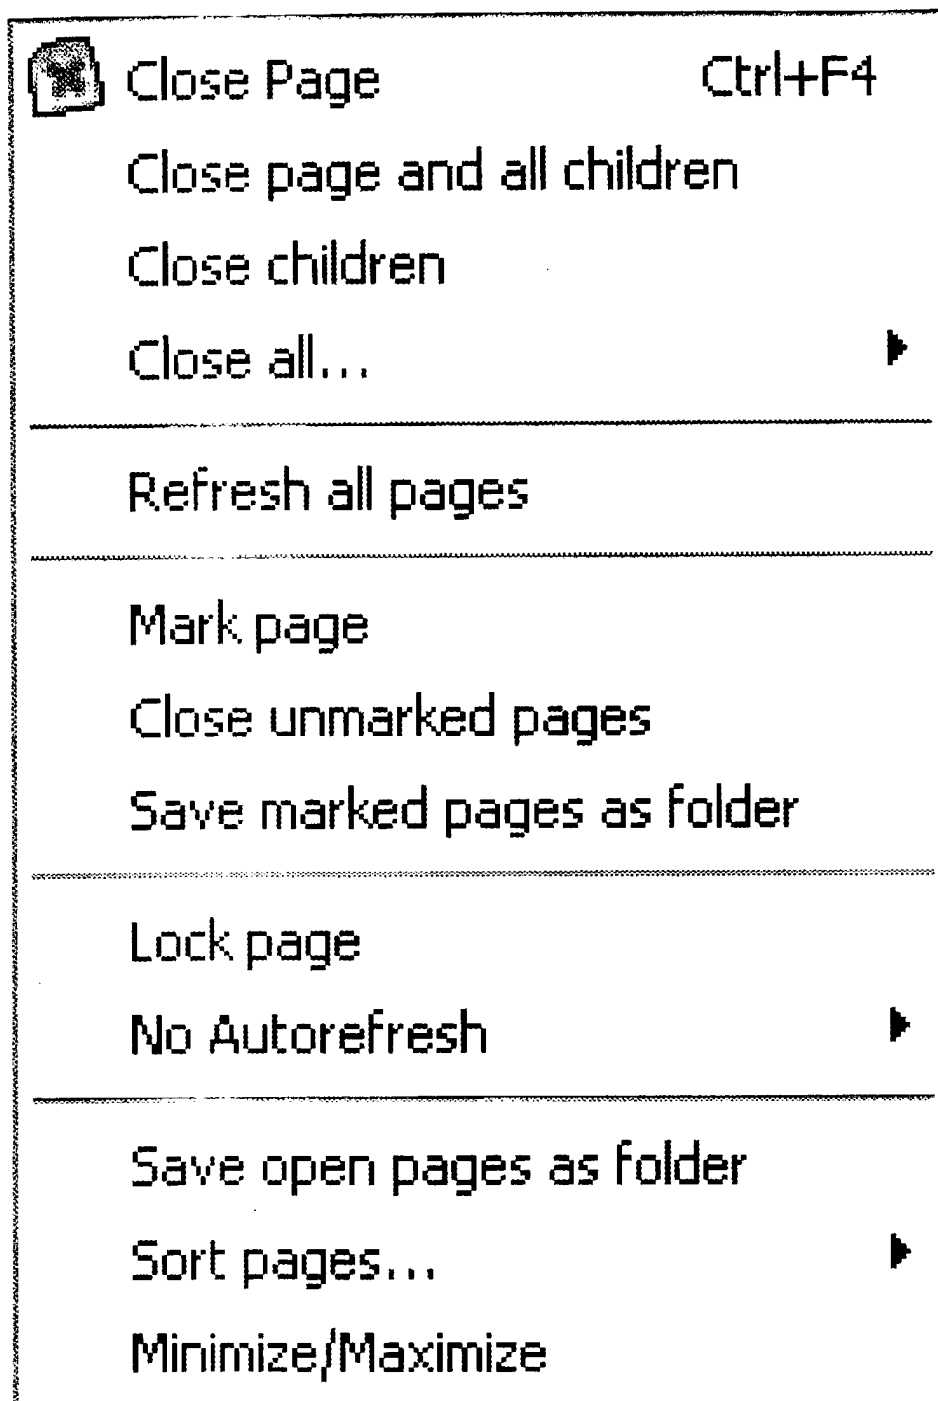 Close Page Ctrl+F4
Close page and all children
Close children
Close all...
Refresh all pages
Mark page
Close unmarked pages
Save marked pages as folder
Lock page
No Autorefresh
Save open pages as folder
Sort pages...
Minimize/Maximize